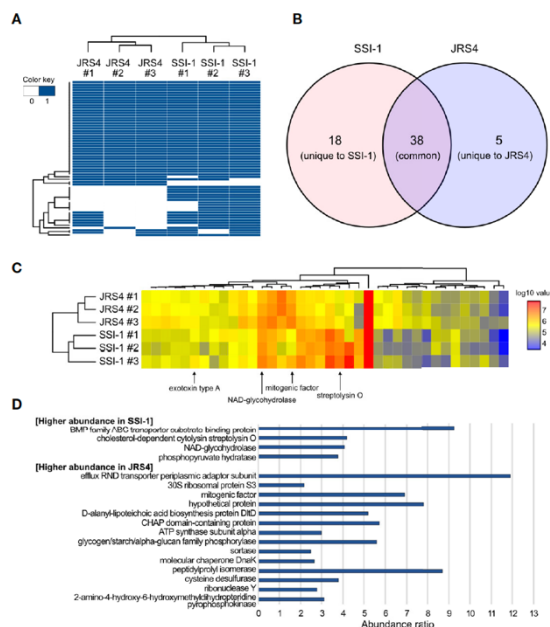 A
JRS4 #1
JRS4 #2
JRS4 #3
SSI-1 #1
SSI-1 #2
SSI-1 #3
Color key
0 1
B
SSI-1
JRS4
18
(unique to SSI-1)
38
(common)
5
(unique to JRS4)
C
JRS4 #1
JRS4 #2
JRS4 #3
SSI-1 #1
SSI-1 #2
SSI-1 #3
log10 value
7
6
5
4
exotoxin type A
NAD-glycohydrolase
mitogenic factor
streptolysin O
D
[Higher abundance in SSI-1]
BMP family ABC transporter substrate binding protein
cholesterol-dependent cytolysin streptolysin O
NAD-glycohydrolase
phosphopyruvate hydratase
[Higher abundance in JRS4]
efflux RND transporter periplasmic adaptor subunit
30S ribosomal protein S3
mitogenic factor
hypothetical protein
D-alanyl-lipoteichoic acid biosynthesis protein DltD
CHAP domain-containing protein
ATP synthase subunit alpha
glycogen/starch/alpha-glucan family phosphorylase
sortase
molecular chaperone DnaK
peptidylprolyl isomerase
cysteine desulfurase
ribonuclease Y
2-amino-4-hydroxy-6-hydroxymethyldihydropteridine
pyrophosphokinase
0 1 2 3 4 5 6 7 8 9 10 11 12 13
Abundance ratio